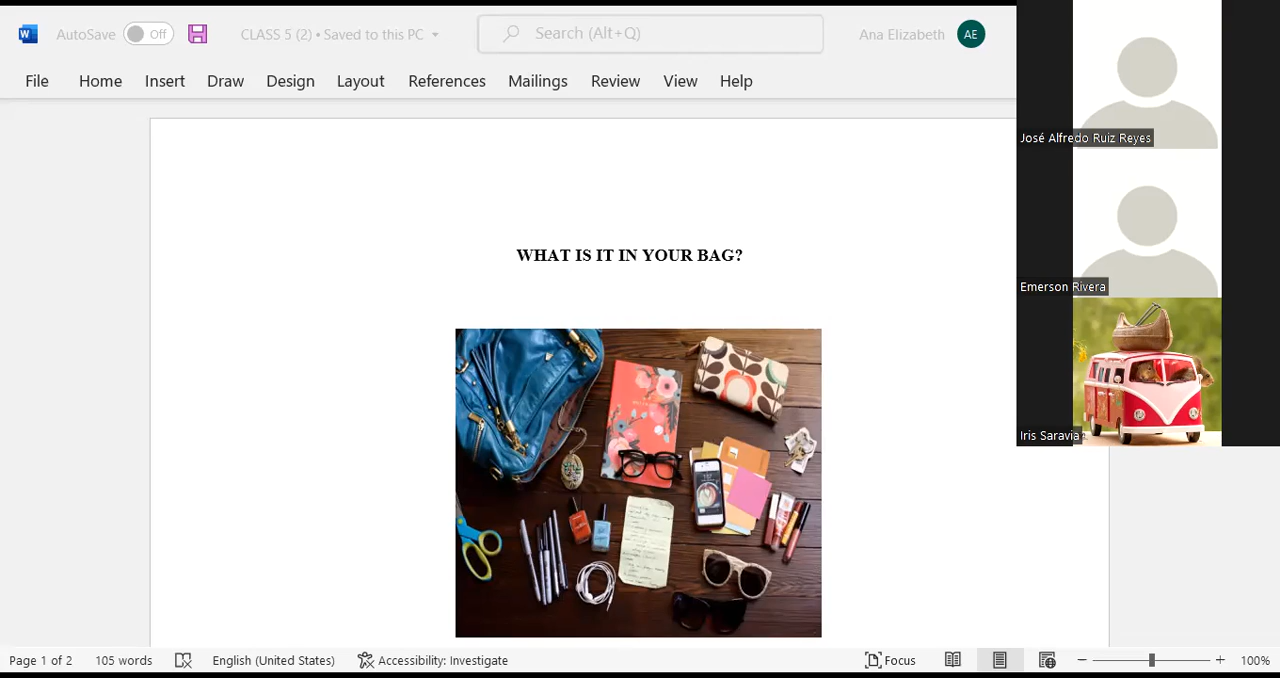 AutoSave Off CLASS 5 (2) • Saved to this PC Search (Alt+Q) Ana Elizabeth AE
File Home Insert Draw Design Layout References Mailings Review View Help
José Alfredo Ruiz Reyes
WHAT IS IT IN YOUR BAG?
Emerson Rivera
Iris Saravia
Page 1 of 2 105 words English (United States) Accessibility: Investigate Focus 100%